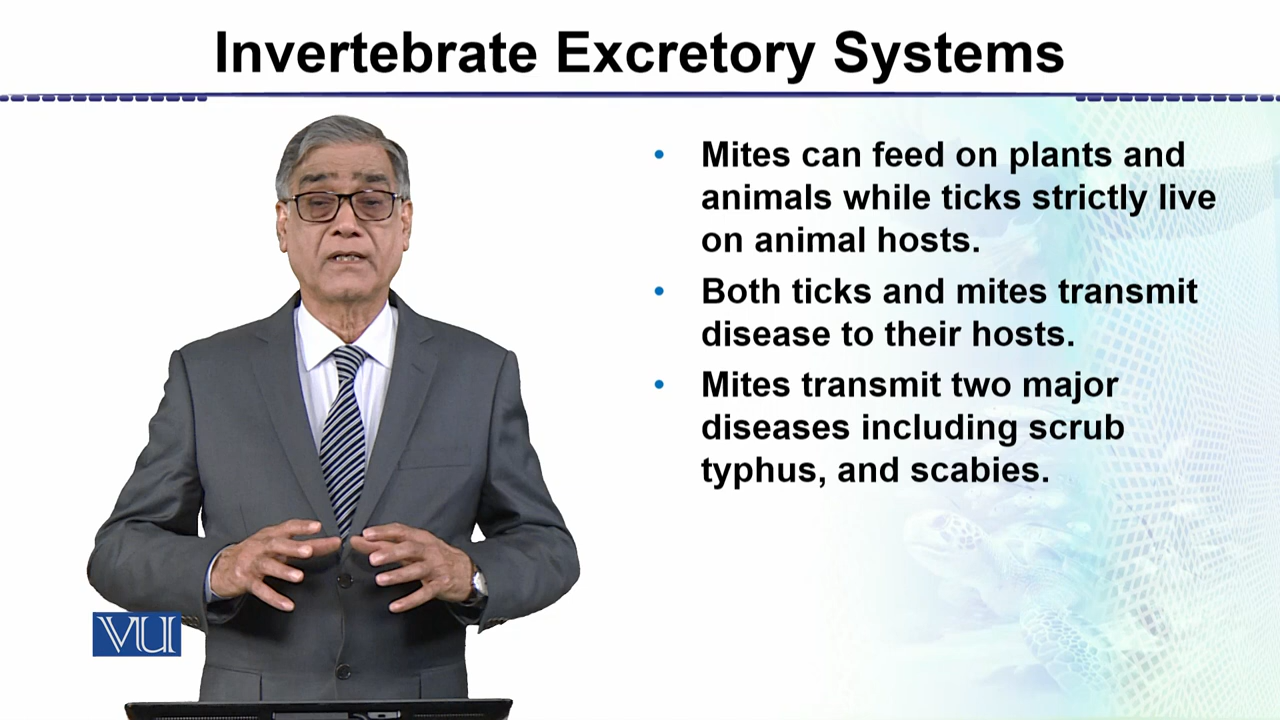 Invertebrate Excretory Systems
• Mites can feed on plants and
animals while ticks strictly live
on animal hosts.
• Both ticks and mites transmit
disease to their hosts.
• Mites transmit two major
diseases including scrub
typhus, and scabies.
VU